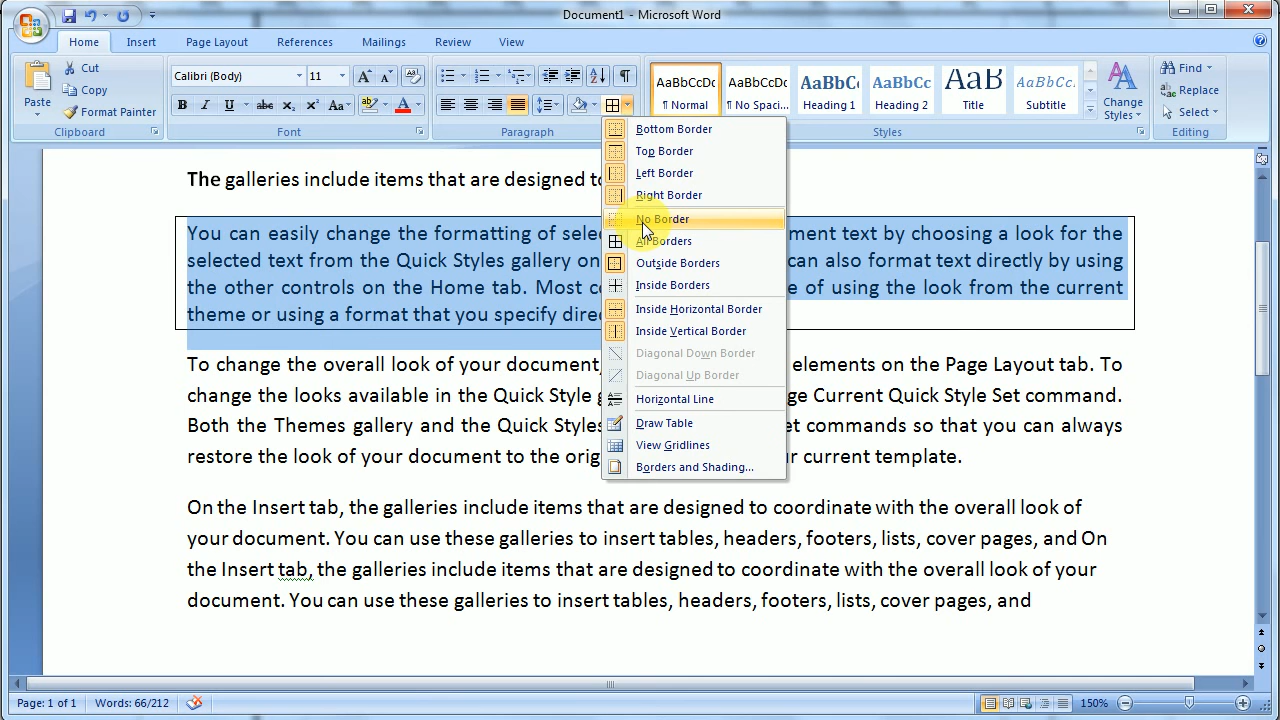 Document1 - Microsoft Word
Home Insert Page Layout References Mailings Review View
Paste
Cut
Copy
Format Painter
Clipboard
Calibri (Body) 11
B I U abc x₂ x² Aa A
Font
Paragraph
AaBbCcDc ¶ Normal
AaBbCcDc ¶ No Spaci...
AaBbCc Heading 1
AaBbCc Heading 2
AaB Title
AaBbCc. Subtitle
Change Styles
Styles
Find
Replace
Select
Editing
Bottom Border
Top Border
Left Border
Right Border
No Border
All Borders
Outside Borders
Inside Borders
Inside Horizontal Border
Inside Vertical Border
Diagonal Down Border
Diagonal Up Border
Horizontal Line
Draw Table
View Gridlines
Borders and Shading...
The galleries include items that are designed to
You can easily change the formatting of selec ment text by choosing a look for the
selected text from the Quick Styles gallery on can also format text directly by using
the other controls on the Home tab. Most co e of using the look from the current
theme or using a format that you specify direc
To change the overall look of your document, elements on the Page Layout tab. To
change the looks available in the Quick Style g ge Current Quick Style Set command.
Both the Themes gallery and the Quick Styles et commands so that you can always
restore the look of your document to the orig ur current template.
On the Insert tab, the galleries include items that are designed to coordinate with the overall look of
your document. You can use these galleries to insert tables, headers, footers, lists, cover pages, and On
the Insert tab, the galleries include items that are designed to coordinate with the overall look of your
document. You can use these galleries to insert tables, headers, footers, lists, cover pages, and
Page: 1 of 1 Words: 66/212 150%